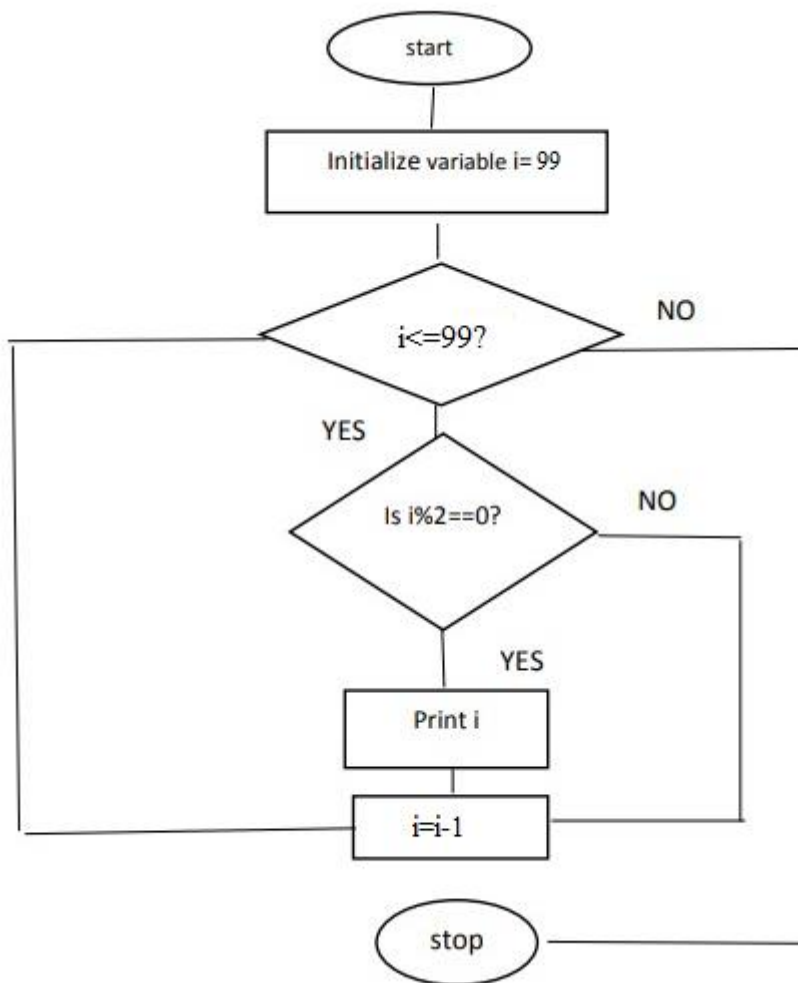 start
Initialize variable i= 99
NO
i<=99?
YES
Is i%2==0?
NO
YES
Print i
i=i-1
stop